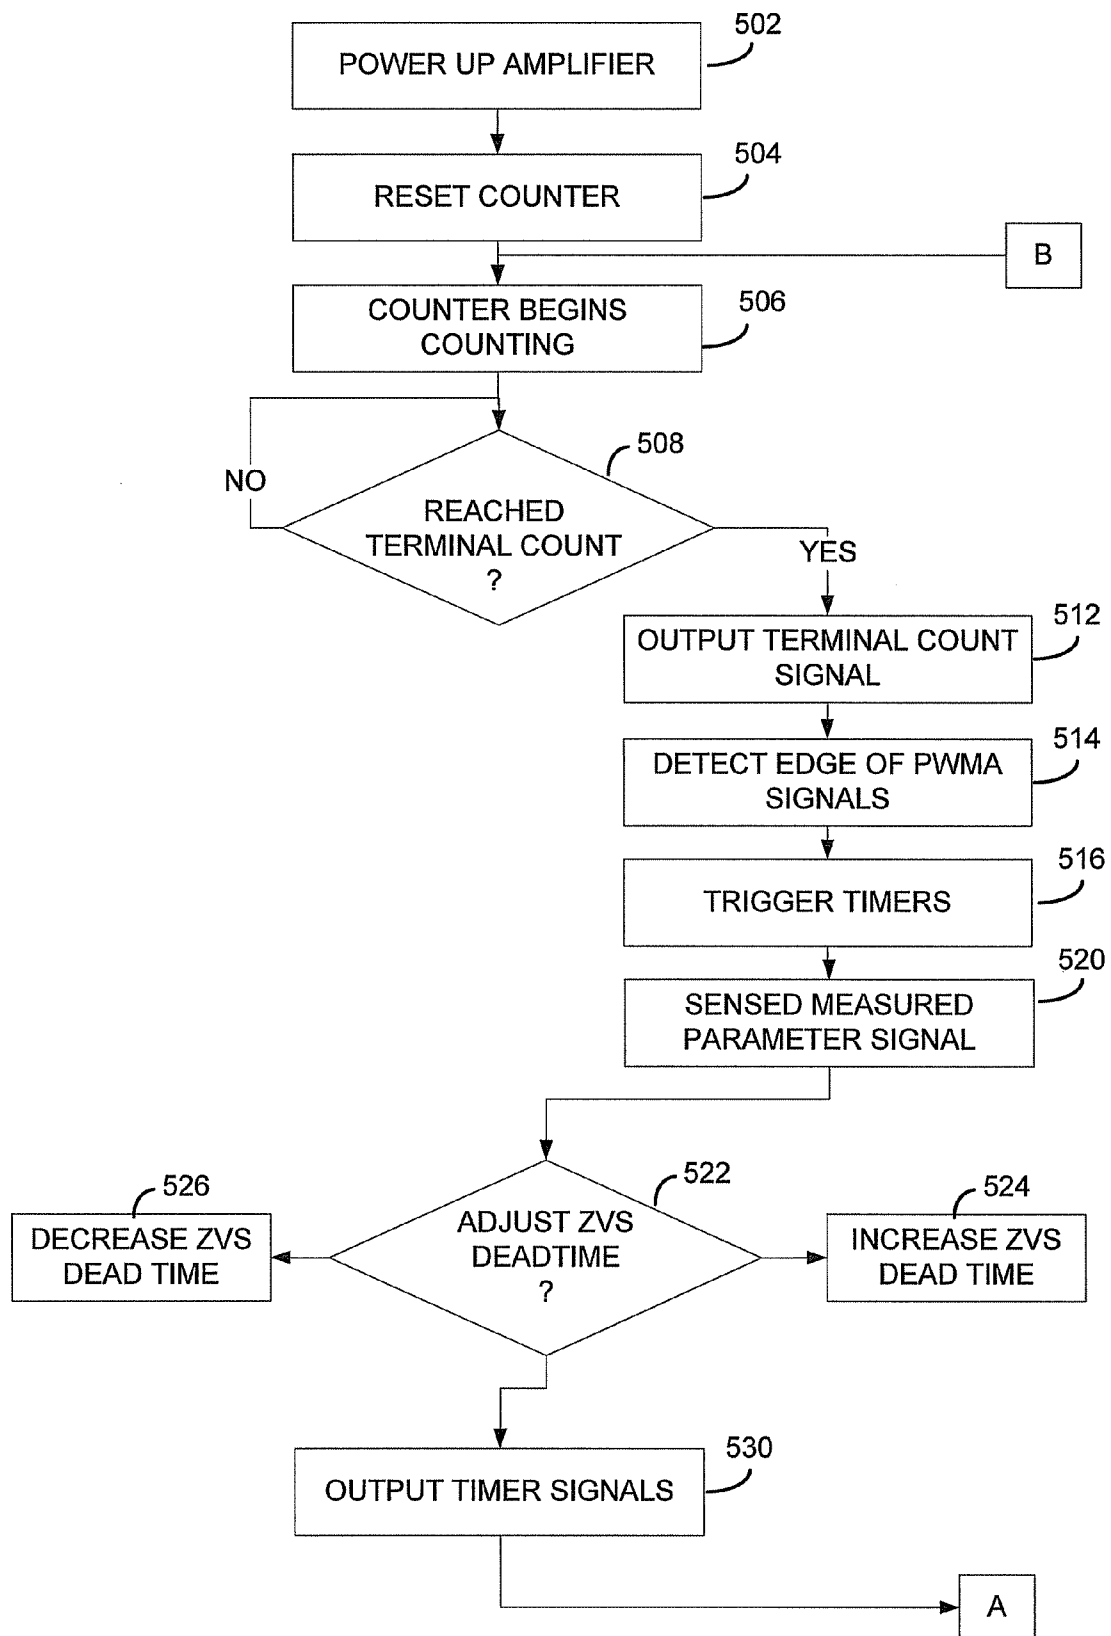 502
POWER UP AMPLIFIER
504
RESET COUNTER
B
506
COUNTER BEGINS
COUNTING
508
NO
REACHED
TERMINAL COUNT
?
YES
512
OUTPUT TERMINAL COUNT
SIGNAL
514
DETECT EDGE OF PWMA
SIGNALS
516
TRIGGER TIMERS
520
SENSED MEASURED
PARAMETER SIGNAL
522
ADJUST ZVS
DEADTIME
?
526
DECREASE ZVS
DEAD TIME
524
INCREASE ZVS
DEAD TIME
530
OUTPUT TIMER SIGNALS
A